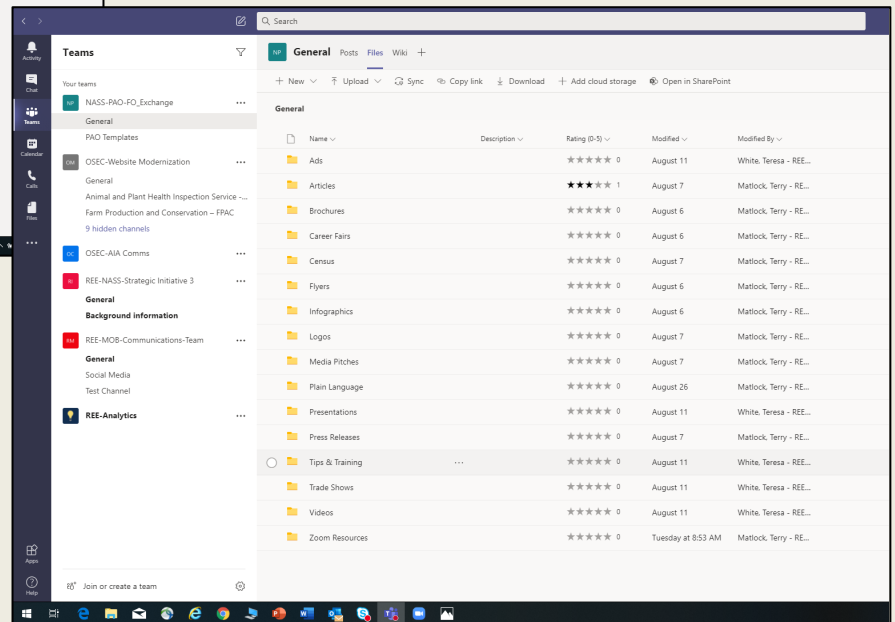 Search
Activity
Chat
Teams
Calendar
Calls
Files
Apps
Help
Teams
Your teams
NP NASS-PAO-FO_Exchange
General
PAO Templates
OM OSEC-Website Modernization
General
Animal and Plant Health Inspection Service -...
Farm Production and Conservation – FPAC
9 hidden channels
OC OSEC-AIA Comms
RI REE-NASS-Strategic Initiative 3
General
Background information
RM REE-MOB-Communications-Team
General
Social Media
Test Channel
REE-Analytics
Join or create a team
NP General Posts Files Wiki
New Upload Sync Copy link Download Add cloud storage Open in SharePoint
General
Name Description Rating (0-5) Modified Modified By
Ads 0 August 11 White, Teresa - REE...
Articles 1 August 7 Matlock, Terry - RE...
Brochures 0 August 6 Matlock, Terry - RE...
Career Fairs 0 August 6 Matlock, Terry - RE...
Census 0 August 7 Matlock, Terry - RE...
Flyers 0 August 6 Matlock, Terry - RE...
Infographics 0 August 6 Matlock, Terry - RE...
Logos 0 August 7 Matlock, Terry - RE...
Media Pitches 0 August 7 Matlock, Terry - RE...
Plain Language 0 August 26 Matlock, Terry - RE...
Presentations 0 August 11 White, Teresa - REE...
Press Releases 0 August 7 Matlock, Terry - RE...
Tips & Training ... 0 August 11 White, Teresa - REE...
Trade Shows 0 August 11 White, Teresa - REE...
Videos 0 August 11 White, Teresa - REE...
Zoom Resources 0 Tuesday at 8:53 AM Matlock, Terry - RE...